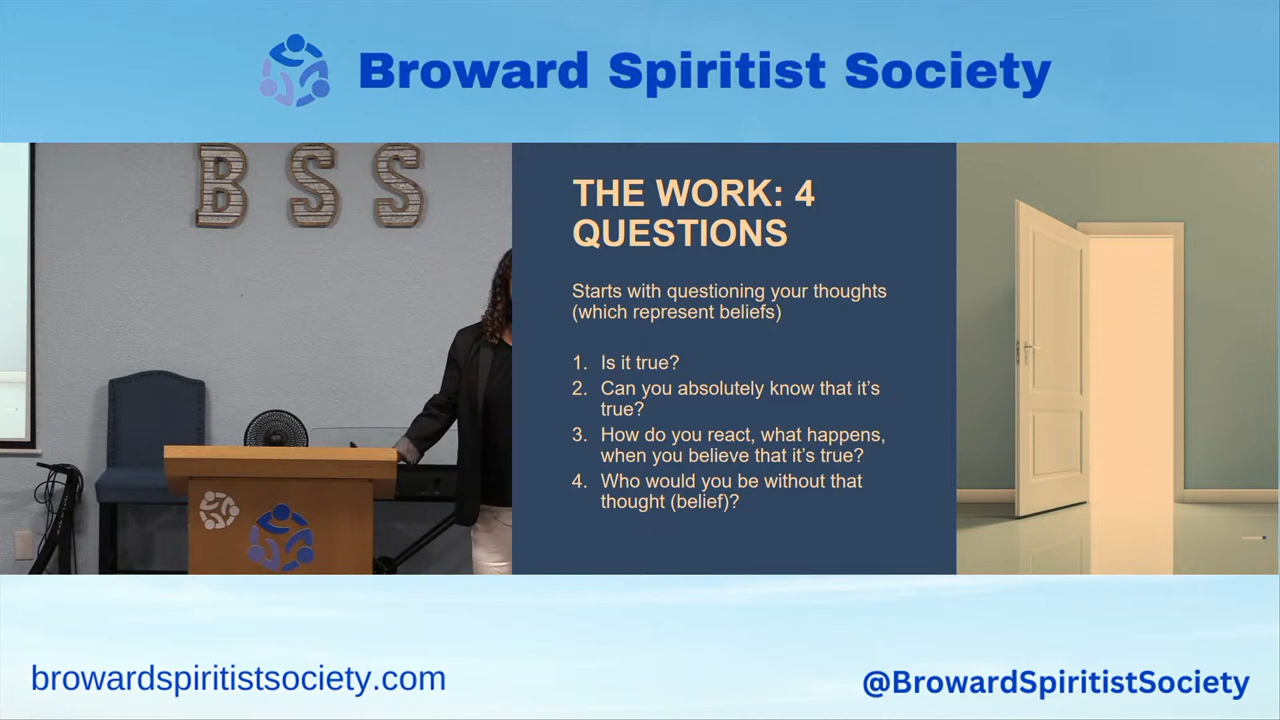 Broward Spiritist Society
B S S
THE WORK: 4
QUESTIONS
Starts with questioning your thoughts
(which represent beliefs)
1. Is it true?
2. Can you absolutely know that it's
true?
3. How do you react, what happens,
when you believe that it's true?
4. Who would you be without that
thought (belief)?
browardspiritistsociety.com
@BrowardSpiritistSociety